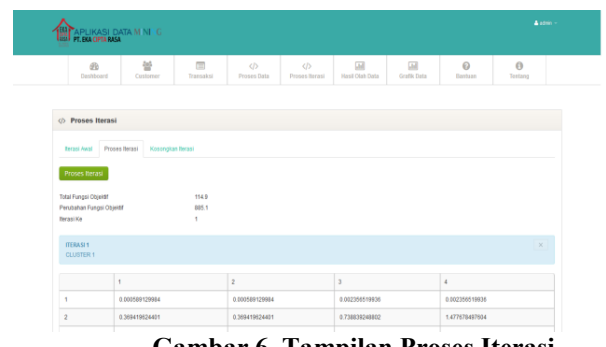 APLIKASI DATA MINING
PT. EKA CIPTA RASA
admin
Dashboard Customer Transaksi Proses Data Proses Iterasi Hasil Olah Data Grafik Data Bantuan Tentang
</> Proses Iterasi
Iterasi Awal Proses Iterasi Kosongkan Iterasi
Proses Iterasi
Total Fungsi Objektif 114.9
Perubahan Fungsi Objektif 885.1
Iterasi Ke 1
ITERASI 1
CLUSTER 1
x
1 2 3 4
1 0.000589129984 0.000589129984 0.002356519936 0.002356519936
2 0.369419624401 0.369419624401 0.738839248802 1.477678497604
Gambar 6. Tampilan Proses Iterasi